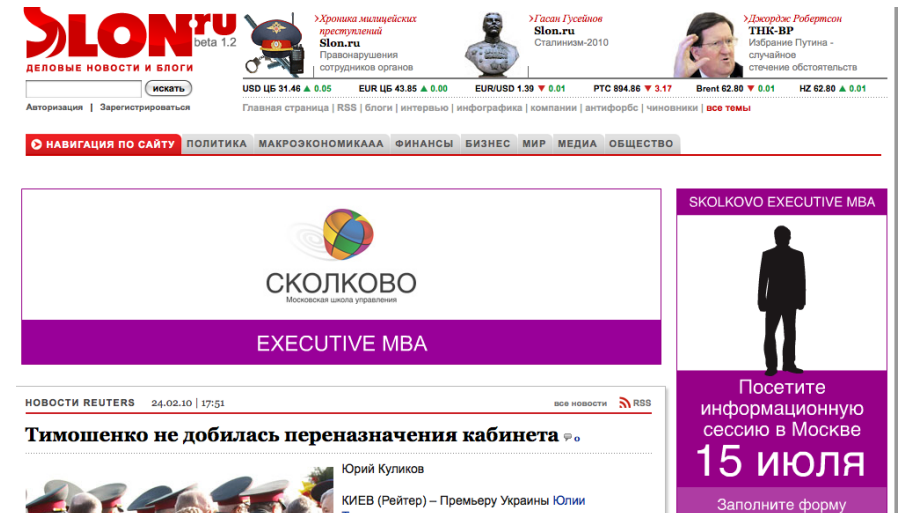 SLON.ru
beta 1.2
ДЕЛОВЫЕ НОВОСТИ И БЛОГИ
искать
Авторизация | Зарегистрироваться
>Хроника милицейских
преступлений
Slon.ru
Правонарушения
сотрудников органов
>Гасан Гусейнов
Slon.ru
Сталинизм-2010
>Джордж Робертсон
ТНК-ВР
Избрание Путина -
случайное
стечение обстоятельств
USD ЦБ 31.46 ▲ 0.05 EUR ЦБ 43.85 ▲ 0.00 EUR/USD 1.39 ▼ 0.01 РТС 894.86 ▼ 3.17 Brent 62.80 ▼ 0.01 HZ 62.80 ▲ 0.01
Главная страница | RSS | блоги | интервью | инфографика | компании | антифорбс | чиновники | все темы
НАВИГАЦИЯ ПО САЙТУ ПОЛИТИКА МАКРОЭКОНОМИКААА ФИНАНСЫ БИЗНЕС МИР МЕДИА ОБЩЕСТВО
СКОЛКОВО
Московская школа управления
EXECUTIVE MBA
SKOLKOVO EXECUTIVE MBA
Посетите
информационную
сессию в Москве
15 июля
Заполните форму
НОВОСТИ REUTERS 24.02.10 | 17:51 все новости RSS
Тимошенко не добилась переназначения кабинета 0
Юрий Куликов
КИЕВ (Рейтер) – Премьеру Украины Юлии